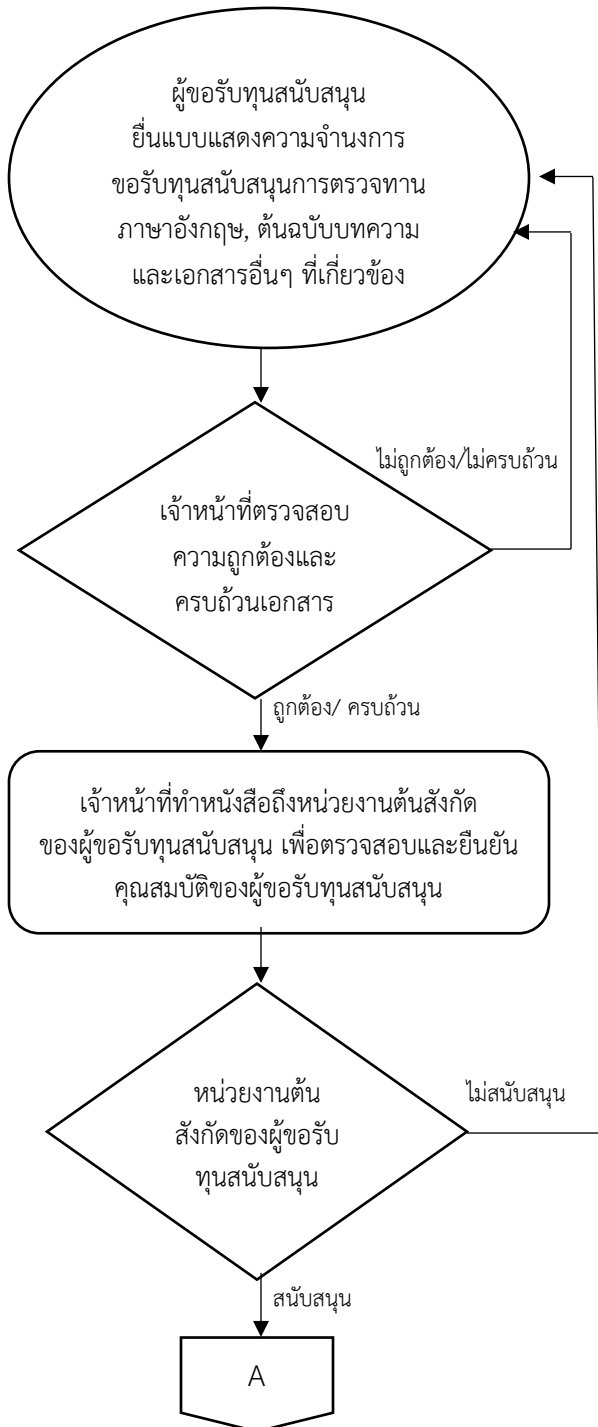 ผู้ขอรับทุนสนับสนุน
ยื่นแบบแสดงความจำนงการ
ขอรับทุนสนับสนุนการตรวจทาน
ภาษาอังกฤษ, ต้นฉบับบทความ
และเอกสารอื่นๆ ที่เกี่ยวข้อง
ไม่ถูกต้อง/ไม่ครบถ้วน
เจ้าหน้าที่ตรวจสอบ
ความถูกต้องและ
ครบถ้วนเอกสาร
ถูกต้อง/ ครบถ้วน
เจ้าหน้าที่ทำหนังสือถึงหน่วยงานต้นสังกัด
ของผู้ขอรับทุนสนับสนุน เพื่อตรวจสอบและยืนยัน
คุณสมบัติของผู้ขอรับทุนสนับสนุน
หน่วยงานต้น
สังกัดของผู้ขอรับ
ทุนสนับสนุน
ไม่สนับสนุน
สนับสนุน
A